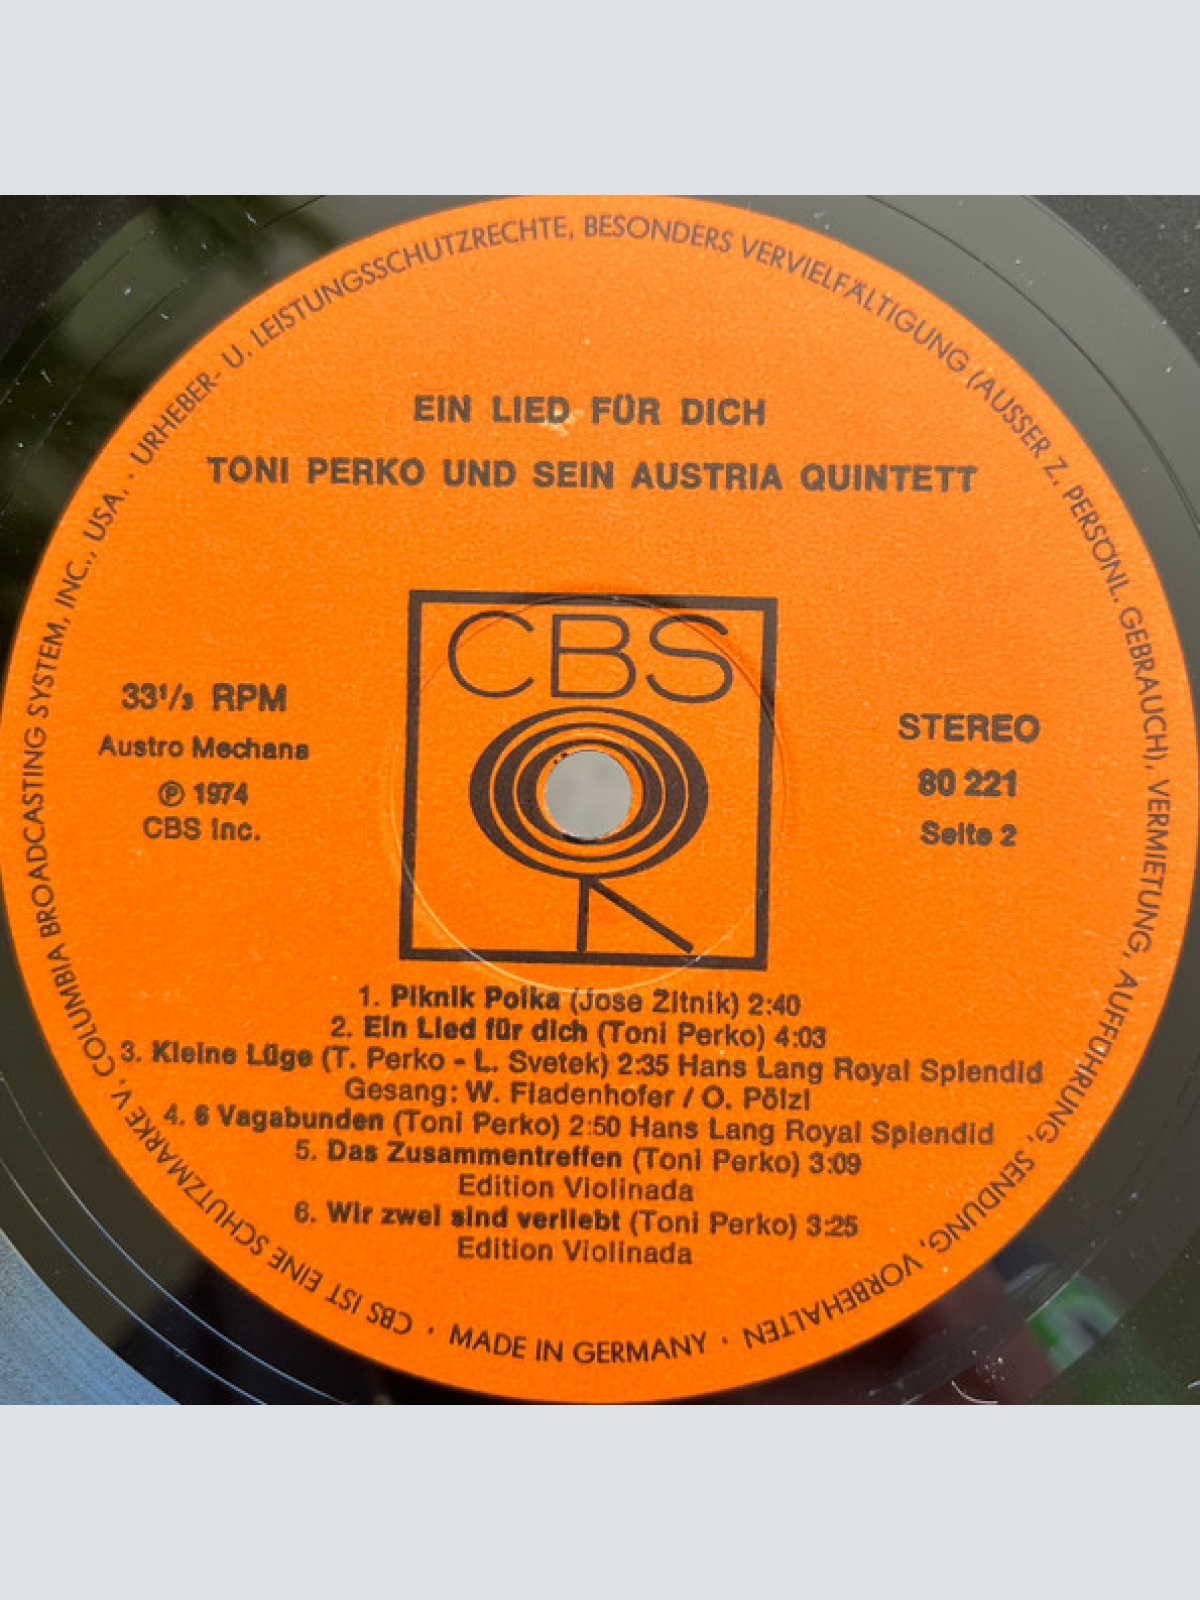 EIN LIED FÜR DICH
TONI PERKO UND SEIN AUSTRIA QUINTETT
CBS
33¹/₃ RPM
Austro Mechana
℗ 1974
CBS Inc.
STEREO
80 221
Seite 2
1. Piknik Polka (Jose Žitnik) 2:40
2. Ein Lied für dich (Toni Perko) 4:03
3. Kleine Lüge (T. Perko - L. Svetek) 2:35 Hans Lang Royal Splendid
Gesang: W. Fladenhofer / O. Pölzl
4. 6 Vagabunden (Toni Perko) 2:50 Hans Lang Royal Splendid
5. Das Zusammentreffen (Toni Perko) 3:09
Edition Violinada
6. Wir zwei sind verliebt (Toni Perko) 3:25
Edition Violinada
CBS IST EINE SCHUTZMARKE V. COLUMBIA BROADCASTING SYSTEM, INC., USA. · URHEBER- U. LEISTUNGSSCHUTZRECHTE, BESONDERS VERVIELFÄLTIGUNG (AUSSER Z. PERSÖNL. GEBRAUCH), VERMIETUNG, AUFFÜHRUNG, SENDUNG, VORBEHALTEN · MADE IN GERMANY ·